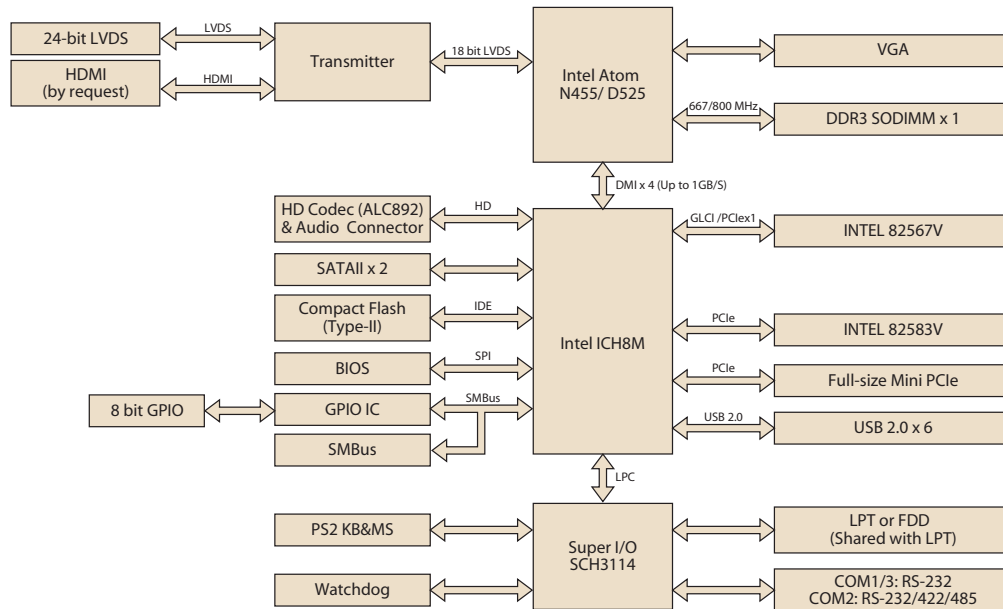 24-bit LVDS
LVDS
HDMI
(by request)
HDMI
Transmitter
18 bit LVDS
Intel Atom
N455/ D525
VGA
667/800 MHz
DDR3 SODIMM x 1
DMI x 4 (Up to 1GB/S)
HD Codec (ALC892)
& Audio Connector
HD
SATAII x 2
Compact Flash
(Type-II)
IDE
BIOS
SPI
8 bit GPIO
GPIO IC
SMBus
SMBus
Intel ICH8M
GLCI /PCIex1
INTEL 82567V
PCIe
INTEL 82583V
PCIe
Full-size Mini PCIe
USB 2.0
USB 2.0 x 6
LPC
PS2 KB&MS
Watchdog
Super I/O
SCH3114
LPT or FDD
(Shared with LPT)
COM1/3: RS-232
COM2: RS-232/422/485